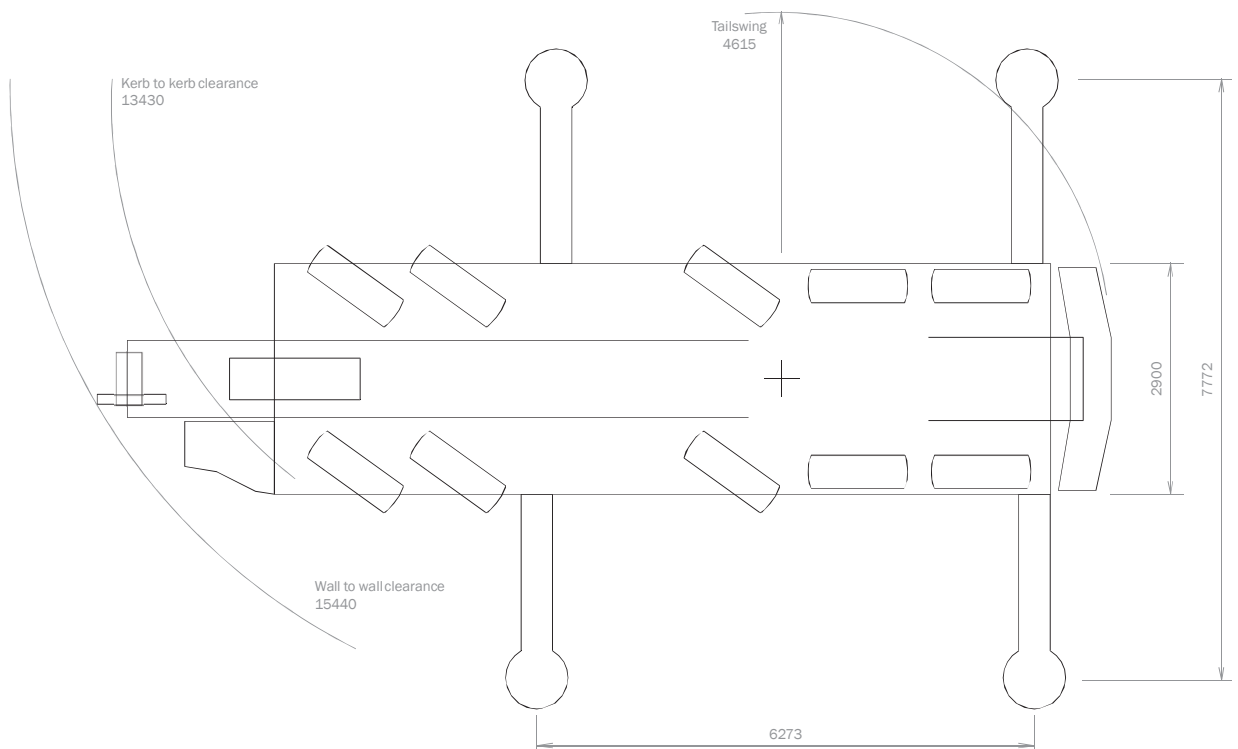 Tailswing
4615
Kerb to kerb clearance
13430
2900
7772
Wall to wall clearance
15440
6273